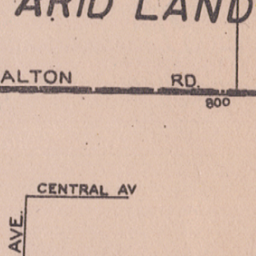 ARID LAND
ALTON RD.
800
CENTRAL AV
AVE.